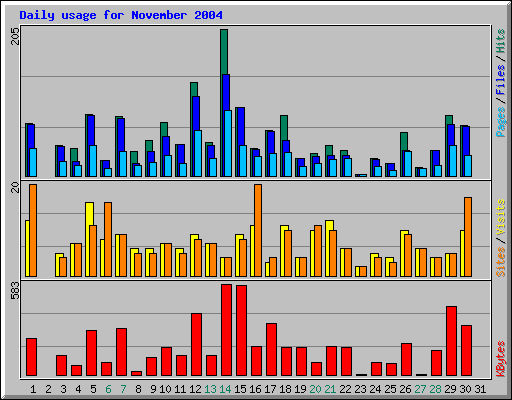 Daily usage for November 2004
205
Pages / Files / Hits
20
Sites / Visits
583
KBytes
1 2 3 4 5 6 7 8 9 10 11 12 13 14 15 16 17 18 19 20 21 22 23 24 25 26 27 28 29 30 31